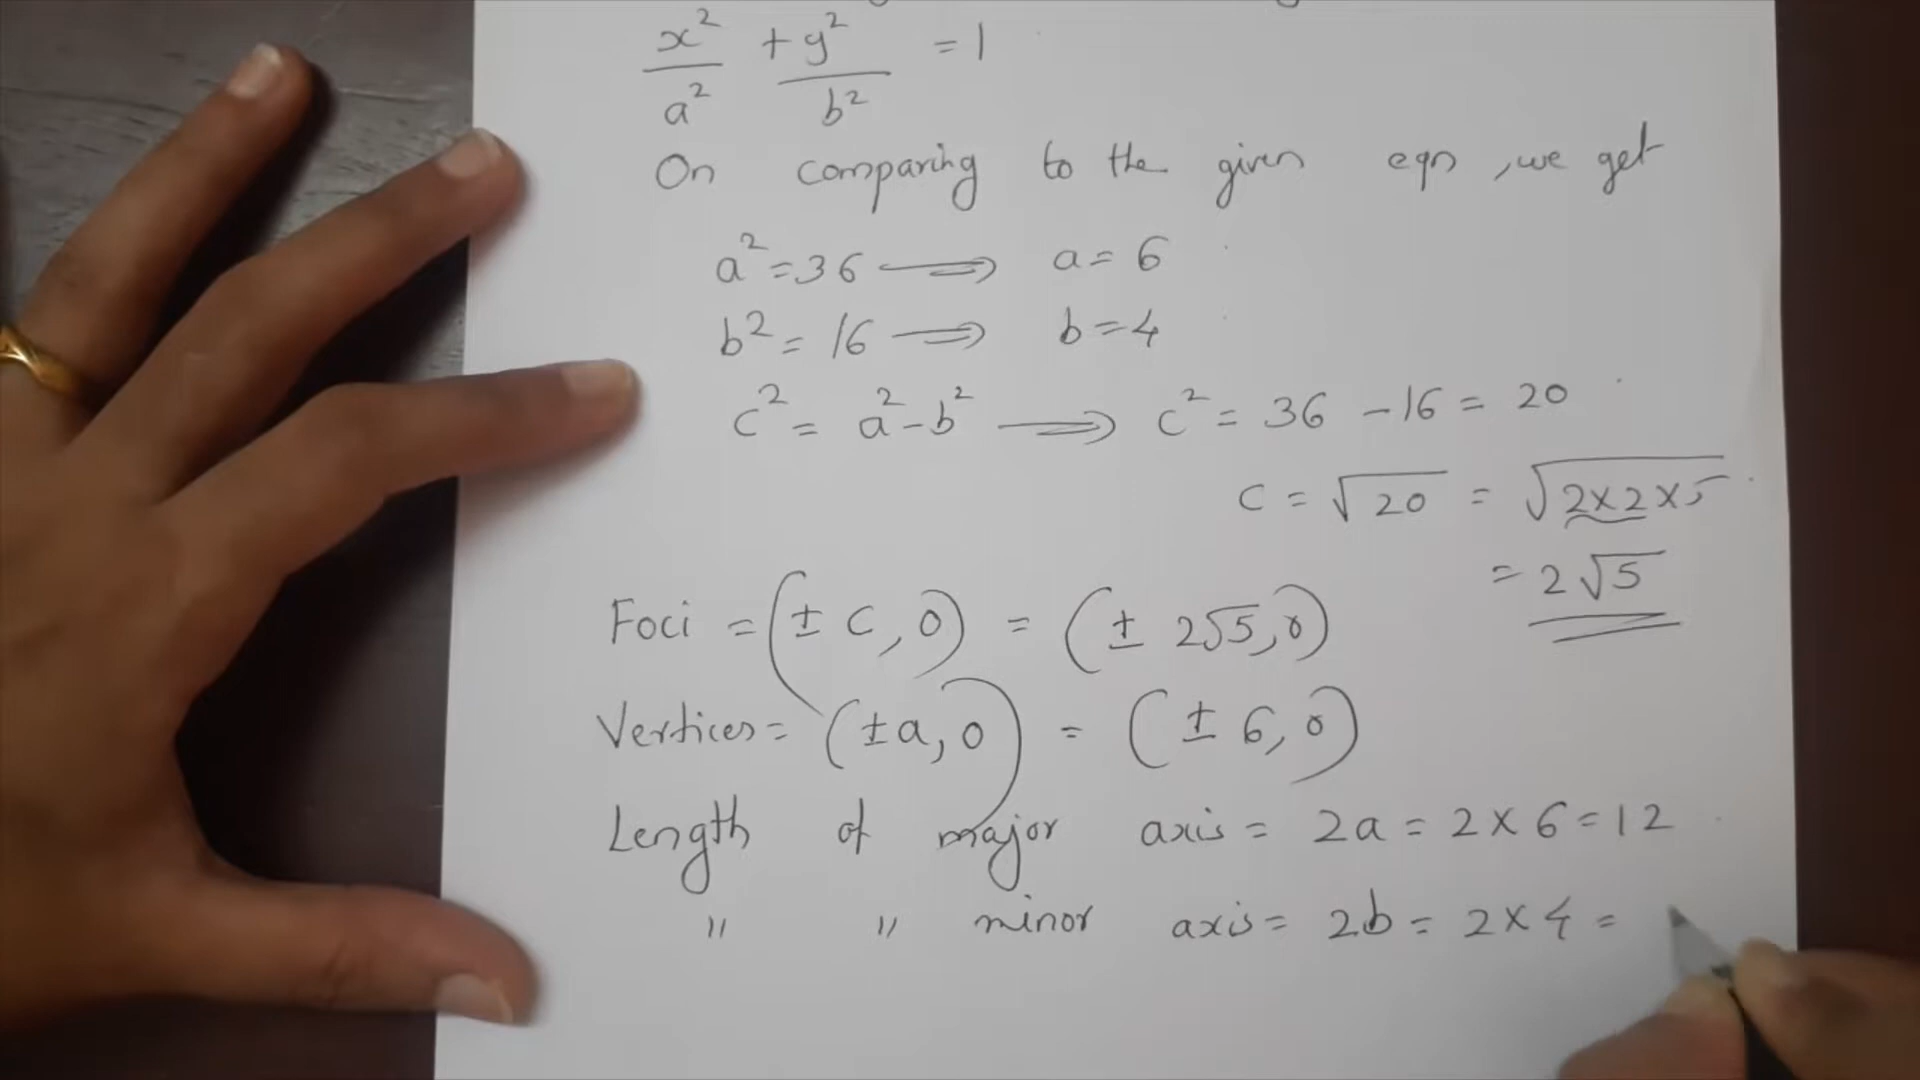 x²/a² + y²/b² = 1
On comparing to the given eqn, we get
a² = 36 ⟹ a = 6
b² = 16 ⟹ b = 4
c² = a² - b² ⟹ c² = 36 - 16 = 20
c = √20 = √2×2×5
= 2√5
Foci = (± c, 0) = (± 2√5, 0)
Vertices = (± a, 0) = (± 6, 0)
Length of major axis = 2a = 2 × 6 = 12
" " minor axis = 2b = 2 × 4 =